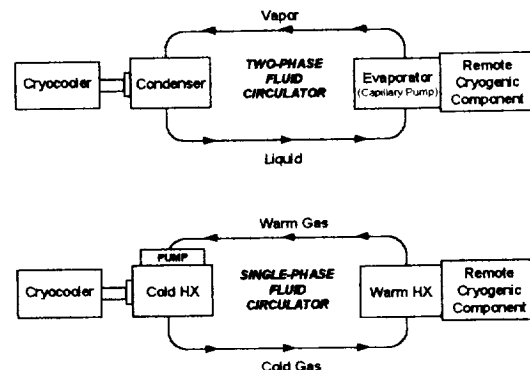 Vapor
Cryocooler
Condenser
TWO-PHASE
FLUID
CIRCULATOR
Evaporator
(Capillary Pump)
Remote
Cryogenic
Component
Liquid
Warm Gas
PUMP
Cryocooler
Cold HX
SINGLE-PHASE
FLUID
CIRCULATOR
Warm HX
Remote
Cryogenic
Component
Cold Gas